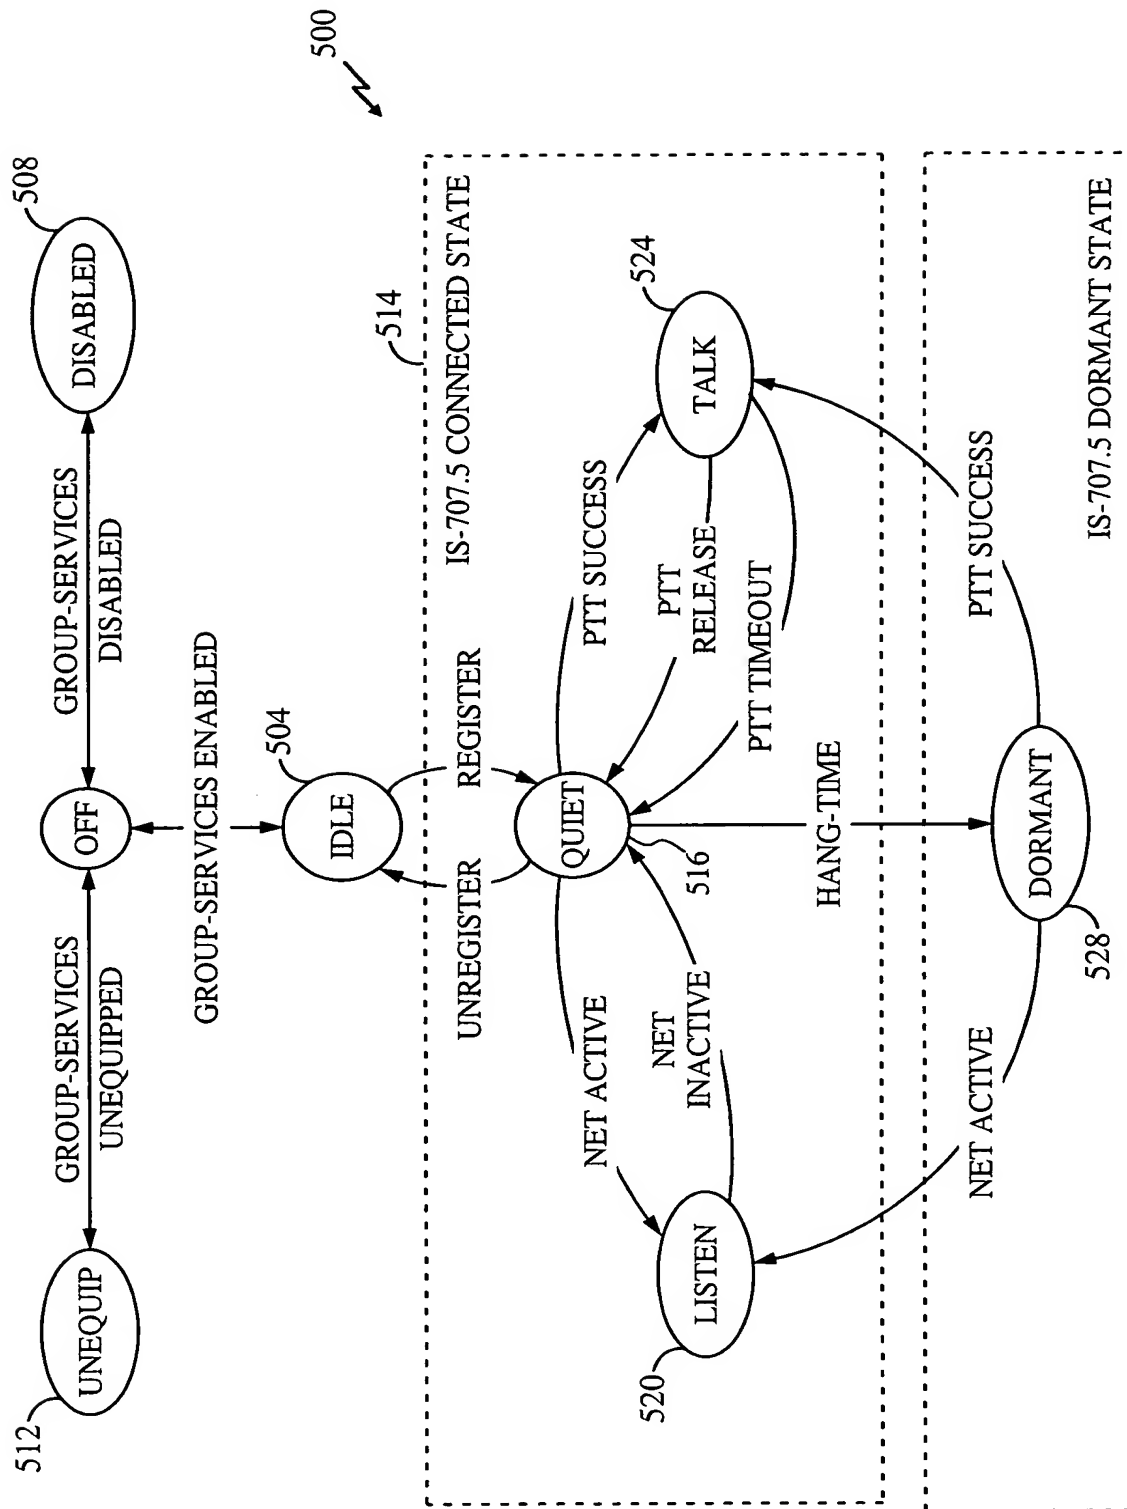 500
512
UNEQUIP
GROUP-SERVICES
UNEQUIPPED
OFF
GROUP-SERVICES
DISABLED
DISABLED
508
GROUP-SERVICES ENABLED
IDLE
504
UNREGISTER
REGISTER
514
IS-707.5 CONNECTED STATE
QUIET
516
NET ACTIVE
NET
INACTIVE
PTT SUCCESS
PTT
RELEASE
PTT TIMEOUT
520
LISTEN
TALK
524
HANG-TIME
NET ACTIVE
PTT SUCCESS
528
DORMANT
IS-707.5 DORMANT STATE